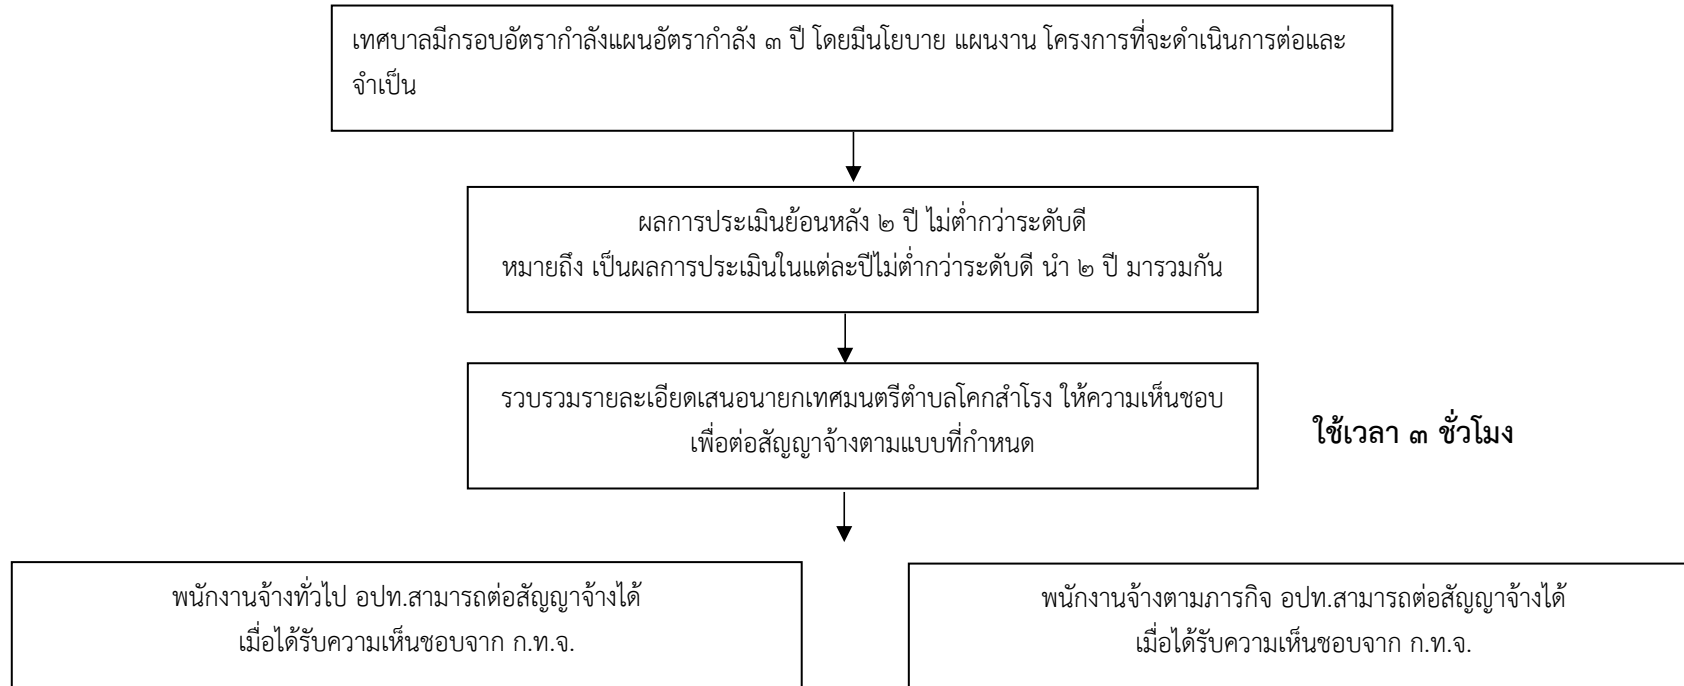 เทศบาลมีกรอบอัตรากำลังแผนอัตรากำลัง ๓ ปี โดยมีนโยบาย แผนงาน โครงการที่จะดำเนินการต่อและ
จำเป็น
ผลการประเมินย้อนหลัง ๒ ปี ไม่ต่ำกว่าระดับดี
หมายถึง เป็นผลการประเมินในแต่ละปีไม่ต่ำกว่าระดับดี นำ ๒ ปี มารวมกัน
รวบรวมรายละเอียดเสนอนายกเทศมนตรีตำบลโคกสำโรง ให้ความเห็นชอบ
เพื่อต่อสัญญาจ้างตามแบบที่กำหนด
ใช้เวลา ๓ ชั่วโมง
พนักงานจ้างทั่วไป อปท.สามารถต่อสัญญาจ้างได้
เมื่อได้รับความเห็นชอบจาก ก.ท.จ.
พนักงานจ้างตามภารกิจ อปท.สามารถต่อสัญญาจ้างได้
เมื่อได้รับความเห็นชอบจาก ก.ท.จ.